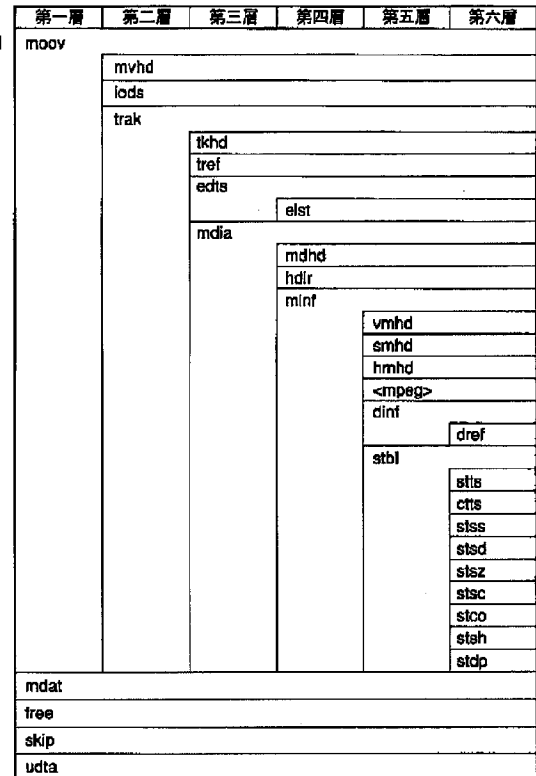 第一層 第二層 第三層 第四層 第五層 第六層
moov
mvhd
iods
trak
tkhd
tref
edts
elst
mdia
mdhd
hdlr
minf
vmhd
smhd
hmhd
<mpeg>
dinf
dref
stbl
stts
ctts
stss
stsd
stsz
stsc
stco
stsh
stdp
mdat
free
skip
udta